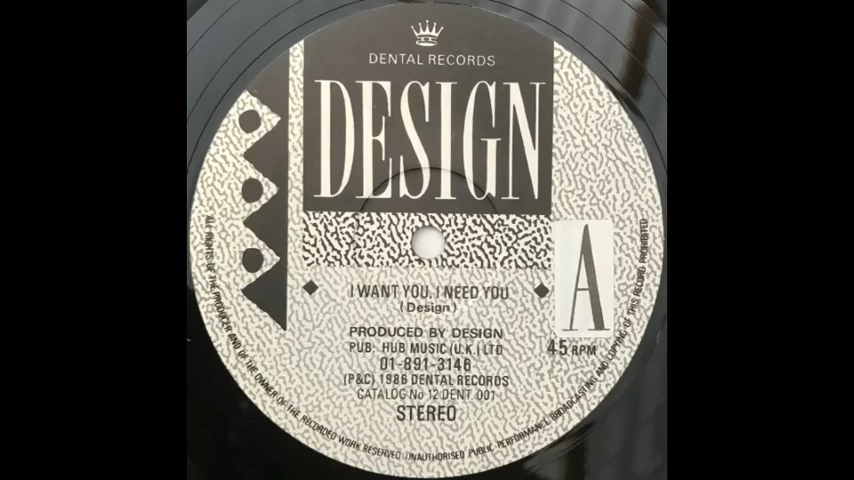 DENTAL RECORDS
DESIGN
A
I WANT YOU, I NEED YOU
(Design)
PRODUCED BY DESIGN
PUB: HUB MUSIC (U.K.) LTD
01-891-3146
(P&C) 1986 DENTAL RECORDS
CATALOG No 12 DENT. 001
STEREO
45 RPM
ALL RIGHTS OF THE PRODUCER AND OF THE OWNER OF THE RECORDED WORK RESERVED UNAUTHORISED PUBLIC PERFORMANCE BROADCASTING AND COPYING OF THIS RECORD PROHIBITED